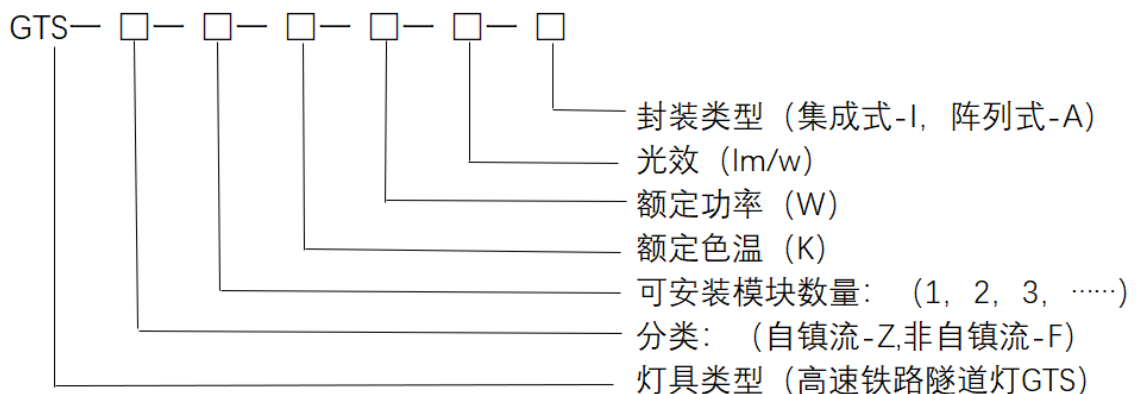 GTS— □— □— □— □— □— □
封装类型（集成式-I，阵列式-A）
光效（lm/w）
额定功率（W）
额定色温（K）
可安装模块数量：（1，2，3，……）
分类：（自镇流-Z,非自镇流-F）
灯具类型（高速铁路隧道灯GTS）